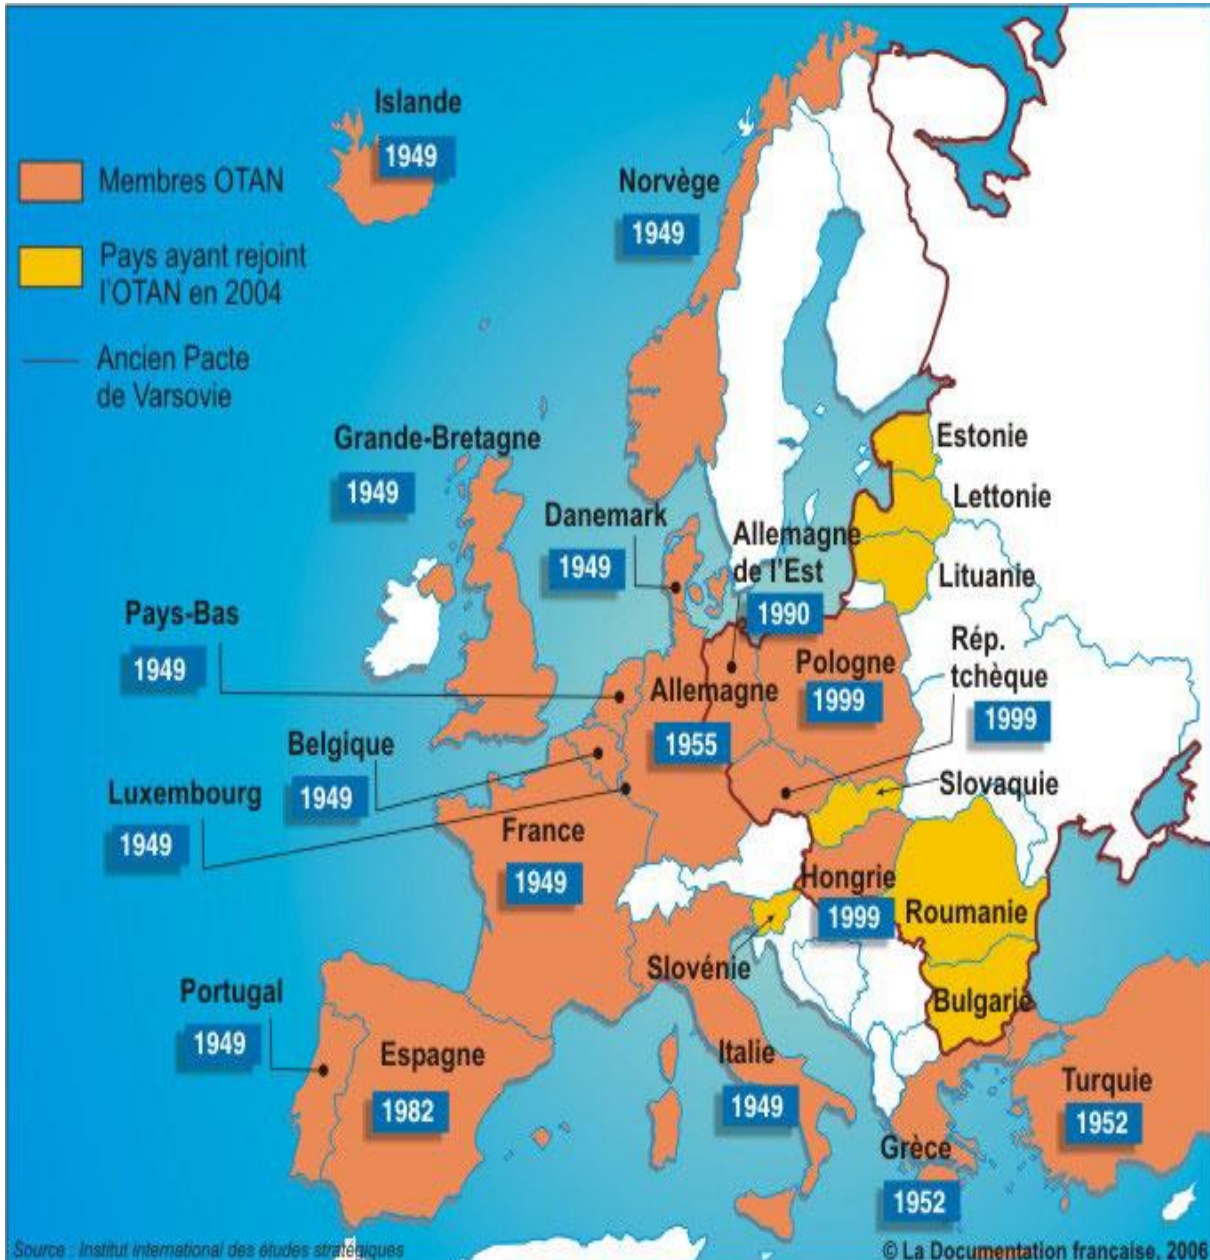 Islande
1949
Membres OTAN
Norvège
1949
Pays ayant rejoint
l'OTAN en 2004
Ancien Pacte
de Varsovie
Grande-Bretagne
1949
Estonie
Lettonie
Danemark
1949
Allemagne
de l'Est
1990
Lituanie
Pays-Bas
1949
Rép.
tchèque
1999
Pologne
1999
Allemagne
1955
Belgique
1949
Slovaquie
Luxembourg
1949
France
1949
Hongrie
1999
Roumanie
Slovénie
Portugal
1949
Bulgarie
Espagne
1982
Italie
1949
Turquie
1952
Grèce
1952
Source : Institut international des études stratégiques
© La Documentation française, 2006